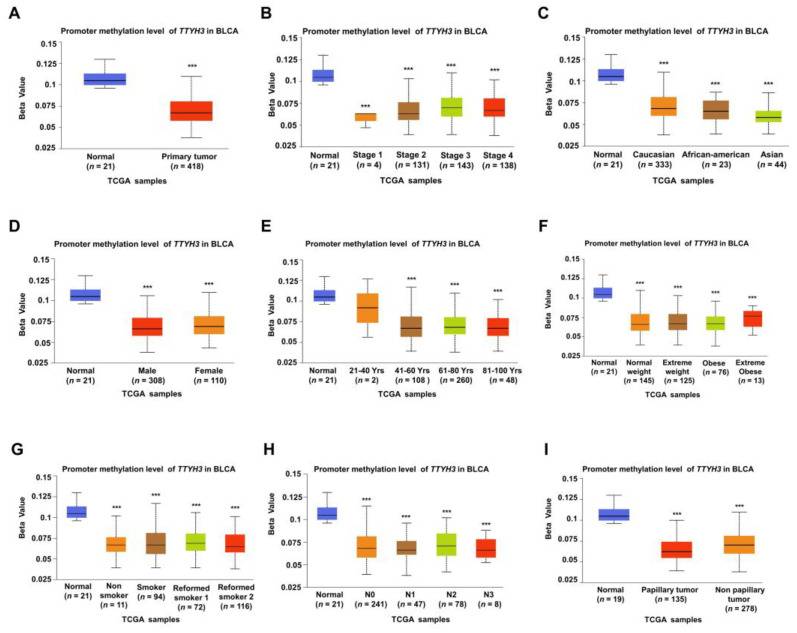 A
Promoter methylation level of TTYH3 in BLCA
Beta Value
0.15
0.125
0.1
0.075
0.05
0.025
***
Normal
(n = 21)
Primary tumor
(n = 418)
TCGA samples
B
Promoter methylation level of TTYH3 in BLCA
Beta Value
0.15
0.125
0.1
0.075
0.05
0.025
***
***
***
***
Normal
(n = 21)
Stage 1
(n = 4)
Stage 2
(n = 131)
Stage 3
(n = 143)
Stage 4
(n = 138)
TCGA samples
C
Promoter methylation level of TTYH3 in BLCA
Beta Value
0.15
0.125
0.1
0.075
0.05
0.025
***
***
***
Normal
(n = 21)
Caucasian
(n = 333)
African-american
(n = 23)
Asian
(n = 44)
TCGA samples
D
Promoter methylation level of TTYH3 in BLCA
Beta Value
0.15
0.125
0.1
0.075
0.05
0.025
***
***
Normal
(n = 21)
Male
(n = 308)
Female
(n = 110)
TCGA samples
E
Promoter methylation level of TTYH3 in BLCA
Beta Value
0.15
0.125
0.1
0.075
0.05
0.025
***
***
***
Normal
(n = 21)
21-40 Yrs
(n = 2)
41-60 Yrs
(n = 108 )
61-80 Yrs
(n = 260)
81-100 Yrs
(n = 48)
TCGA samples
F
Promoter methylation level of TTYH3 in BLCA
Beta Value
0.15
0.125
0.1
0.075
0.05
0.025
***
***
***
***
Normal
(n = 21)
Normal
weight
(n = 145)
Extreme
weight
(n = 125)
Obese
(n = 76)
Extreme
Obese
(n = 13)
TCGA samples
G
Promoter methylation level of TTYH3 in BLCA
Beta Value
0.15
0.125
0.1
0.075
0.05
0.025
***
***
***
***
Normal
(n = 21)
Non
smoker
(n = 11)
Smoker
(n = 94)
Reformed
smoker 1
(n = 72)
Reformed
smoker 2
(n = 116)
TCGA samples
H
Promoter methylation level of TTYH3 in BLCA
Beta Value
0.15
0.125
0.1
0.075
0.05
0.025
***
***
***
***
Normal
(n = 21)
N0
(n = 241)
N1
(n = 47)
N2
(n = 78)
N3
(n = 8)
TCGA samples
I
Promoter methylation level of TTYH3 in BLCA
Beta Value
0.15
0.125
0.1
0.075
0.05
0.025
***
***
Normal
(n = 19)
Papillary tumor
(n = 135)
Non papillary
tumor
(n = 278)
TCGA samples